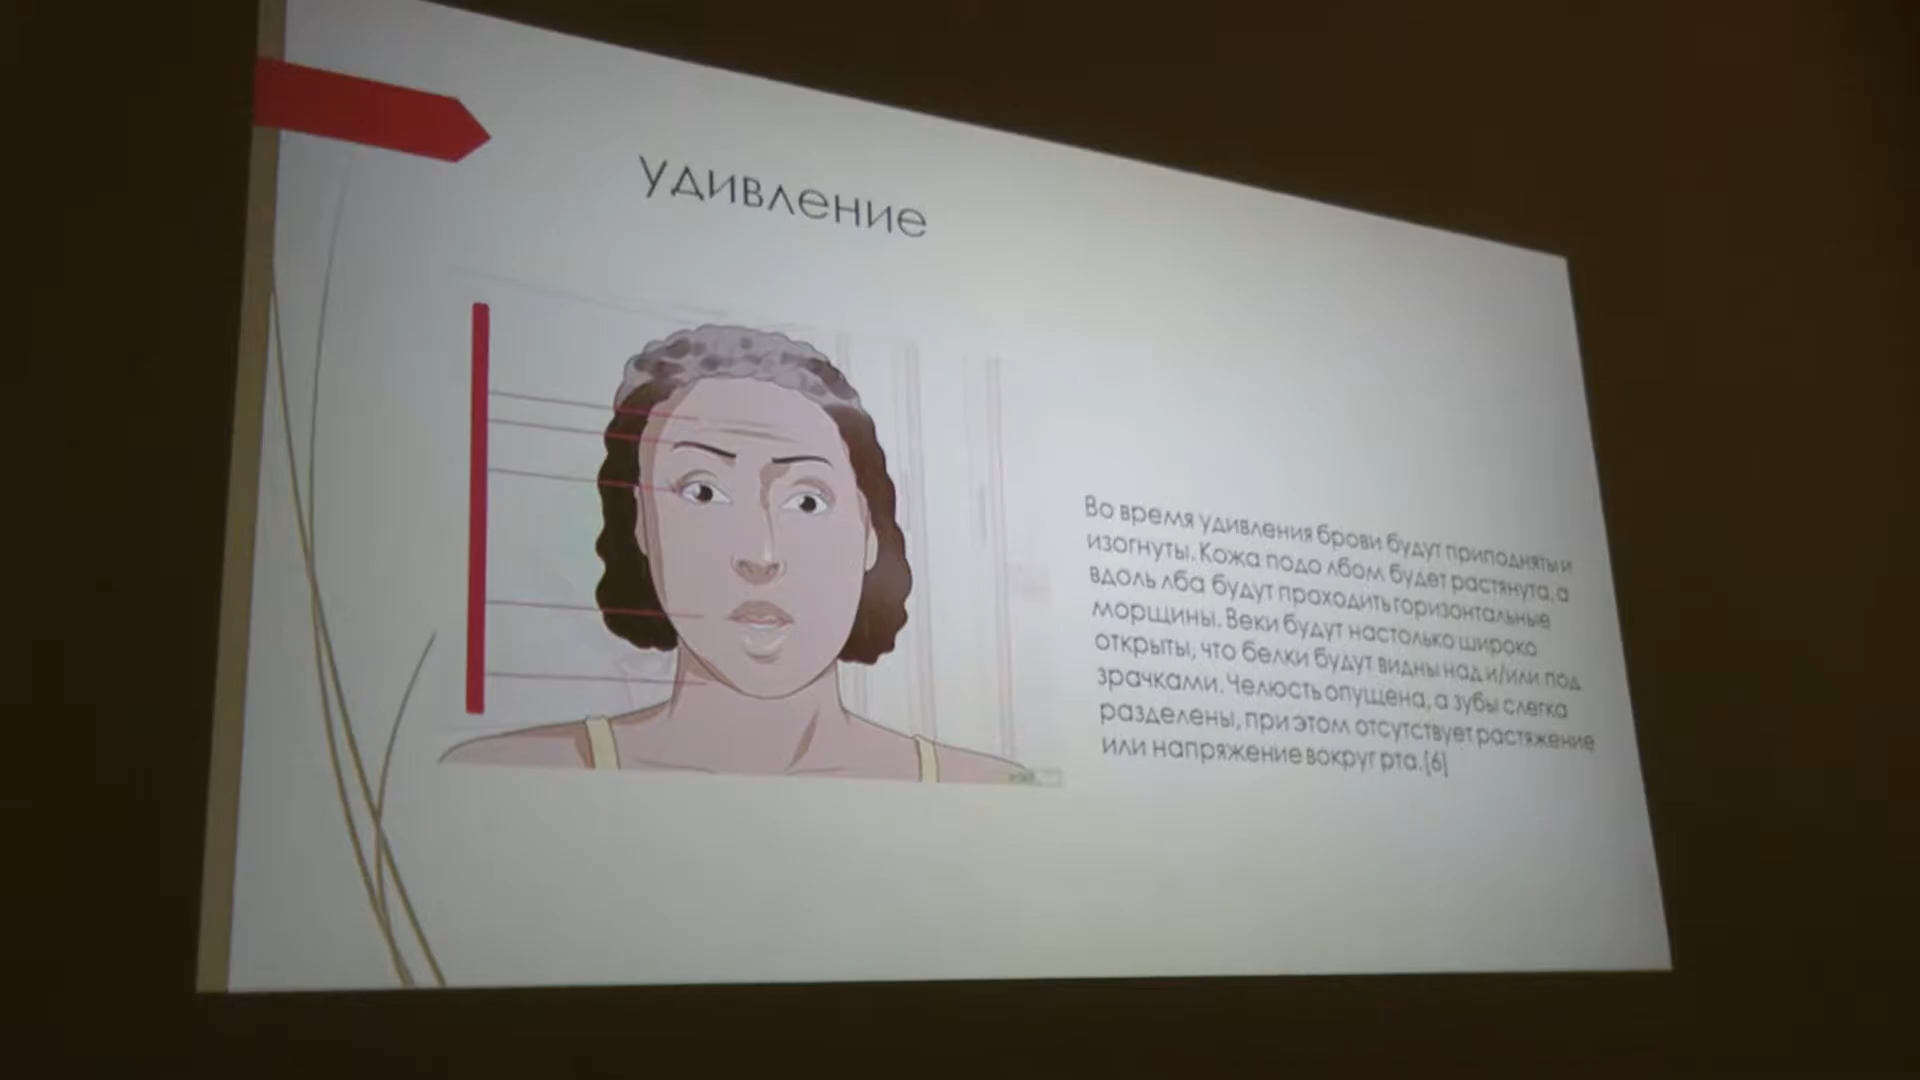 Удивление
Во время удивления брови будут приподняты и
изогнуты. Кожа подо лбом будет растянута, а
вдоль лба будут проходить горизонтальные
морщины. Веки будут настолько широко
открыты, что белки будут видны над и/или под
зрачками. Челюсть опущена, а зубы слегка
разделены, при этом отсутствует растяжение
или напряжение вокруг рта.[6]